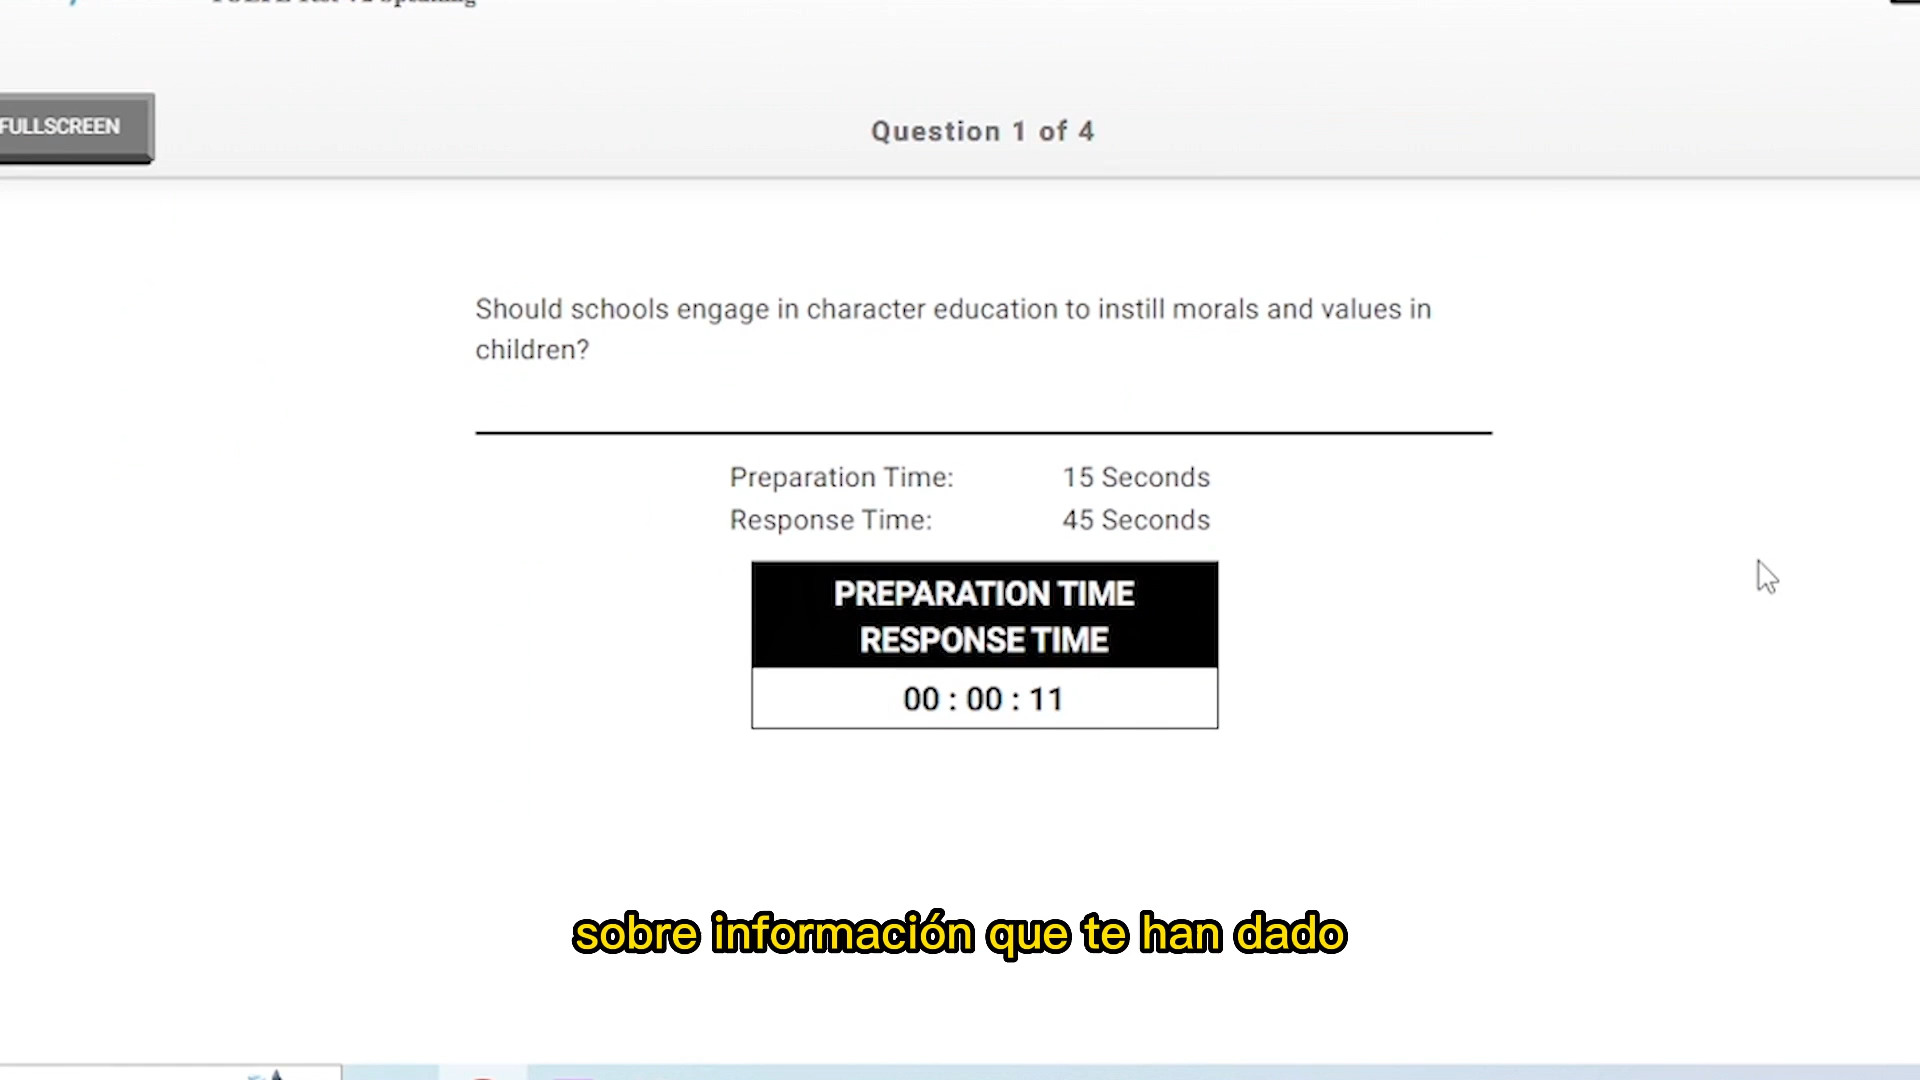 FULLSCREEN
Question 1 of 4
Should schools engage in character education to instill morals and values in
children?
Preparation Time: 15 Seconds
Response Time: 45 Seconds
PREPARATION TIME
RESPONSE TIME
00 : 00 : 11
sobre información que te han dado